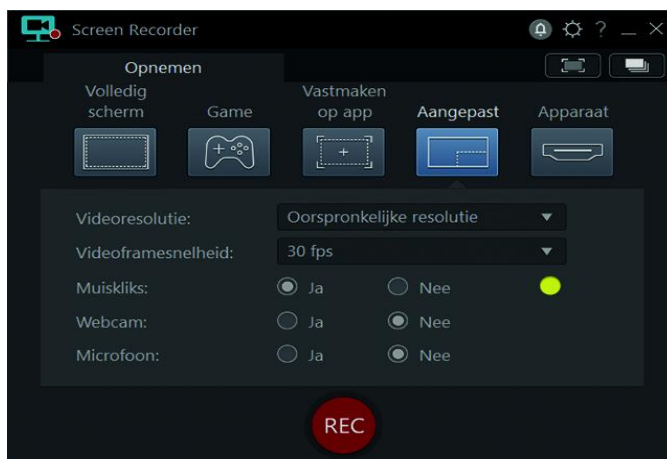 Screen Recorder
?
Opnemen
Volledig
scherm
Game
Vastmaken
op app
Aangepast
Apparaat
Videoresolutie:
Oorspronkelijke resolutie
Videoframesnelheid:
30 fps
Muiskliks:
Ja
Nee
Webcam:
Ja
Nee
Microfoon:
Ja
Nee
REC